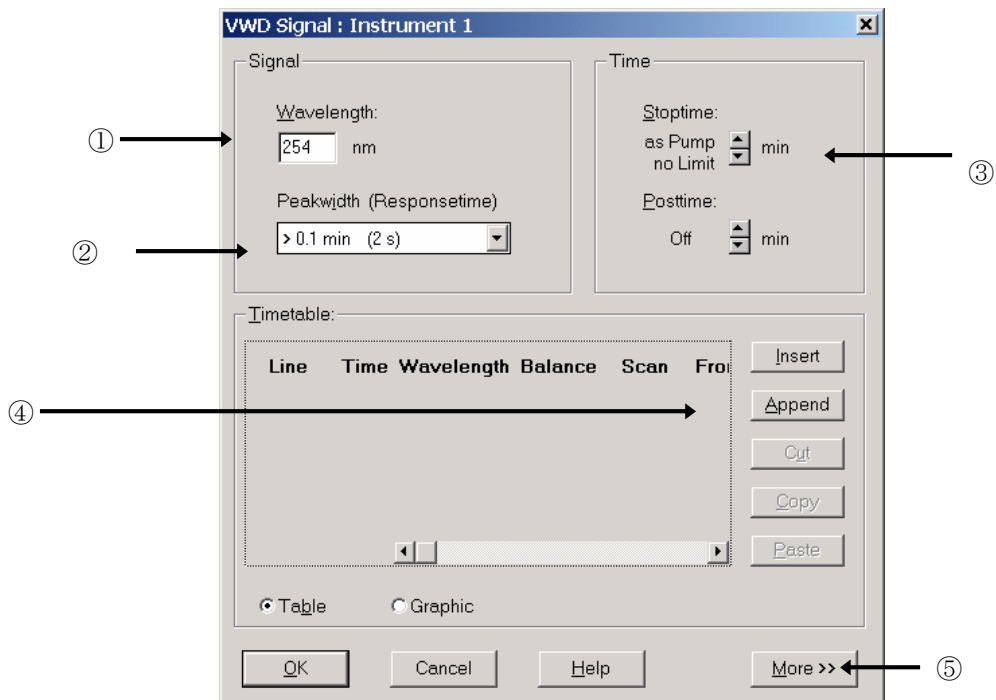 VWD Signal : Instrument 1
Signal
Wavelength:
254 nm
Peakwidth (Responsetime)
> 0.1 min (2 s)
Time
Stoptime:
as Pump
no Limit
min
Posttime:
Off min
①
②
③
Timetable:
Line Time Wavelength Balance Scan Fro
Insert
Append
Cut
Copy
Paste
④
Table Graphic
OK Cancel Help More >>
⑤